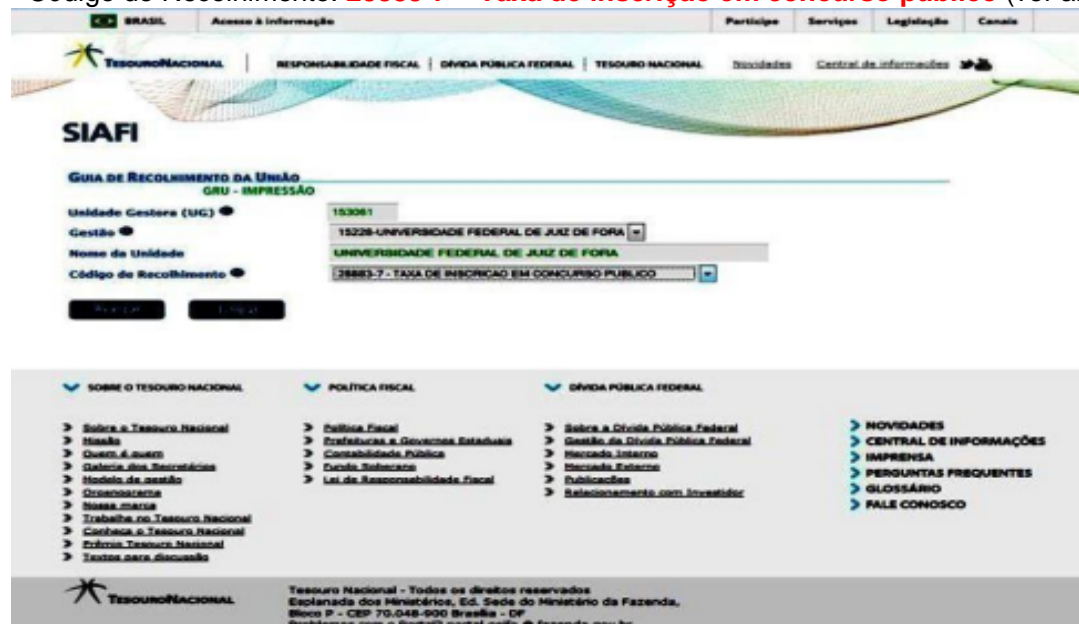 Código de Recolhimento: 28883-7 – Taxa de inscrição em concurso público (ver a
BRASIL Acesso à informação Participe Serviços Legislação Canais
TESOURONACIONAL RESPONSABILIDADE FISCAL DÍVIDA PÚBLICA FEDERAL TESOURO NACIONAL Novidades Central de informações
SIAFI
GUIA DE RECOLHIMENTO DA UNIÃO
GRU - IMPRESSÃO
Unidade Gestora (UG) 153061
Gestão 15228-UNIVERSIDADE FEDERAL DE JUIZ DE FORA
Nome da Unidade UNIVERSIDADE FEDERAL DE JUIZ DE FORA
Código de Recolhimento 28883-7 - TAXA DE INSCRICAO EM CONCURSO PUBLICO
Avançar Limpar
SOBRE O TESOURO NACIONAL POLÍTICA FISCAL DÍVIDA PÚBLICA FEDERAL
Sobre o Tesouro Nacional Política Fiscal Sobre a Dívida Pública Federal
Missão Prefeituras e Governos Estaduais Gestão da Dívida Pública Federal
Quem é quem Contabilidade Pública Mercado Interno
Galeria dos Secretários Fundo Soberano Mercado Externo
Modelo de gestão Lei de Responsabilidade Fiscal Publicações
Organograma Relacionamento com Investidor
Nossa marca
Trabalhe no Tesouro Nacional
Conheça o Tesouro Nacional
Prêmio Tesouro Nacional
Textos para discussão
NOVIDADES
CENTRAL DE INFORMAÇÕES
IMPRENSA
PERGUNTAS FREQUENTES
GLOSSÁRIO
FALE CONOSCO
TESOURONACIONAL
Tesouro Nacional - Todos os direitos reservados
Esplanada dos Ministérios, Ed. Sede do Ministério da Fazenda,
Bloco P - CEP 70.048-900 Brasília - DF
Problemas com o Portal?